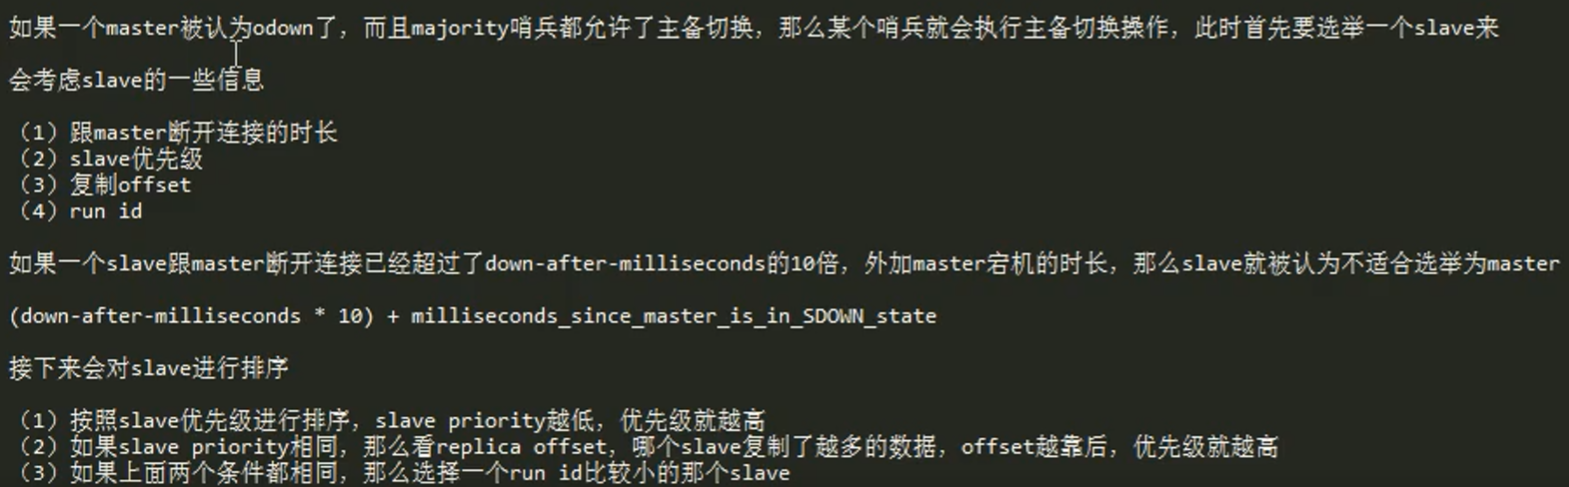 如果一个master被认为odown了，而且majority哨兵都允许了主备切换，那么某个哨兵就会执行主备切换操作，此时首先要选举一个slave来
会考虑slave的一些信息
（1）跟master断开连接的时长
（2）slave优先级
（3）复制offset
（4）run id
如果一个slave跟master断开连接已经超过了down-after-milliseconds的10倍，外加master宕机的时长，那么slave就被认为不适合选举为master
(down-after-milliseconds * 10) + milliseconds_since_master_is_in_SDOWN_state
接下来会对slave进行排序
（1）按照slave优先级进行排序，slave priority越低，优先级就越高
（2）如果slave priority相同，那么看replica offset，哪个slave复制了越多的数据，offset越靠后，优先级就越高
（3）如果上面两个条件都相同，那么选择一个run id比较小的那个slave